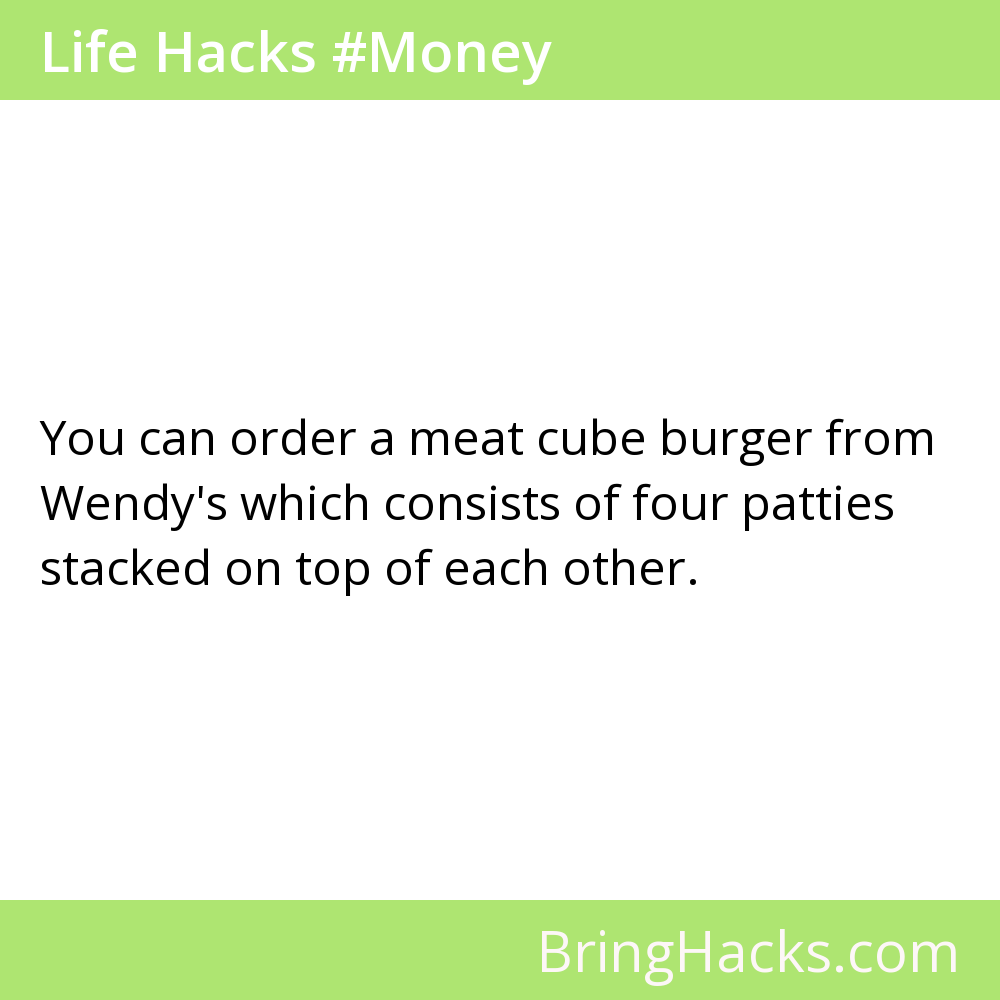 Life Hacks #Money
You can order a meat cube burger from
Wendy's which consists of four patties
stacked on top of each other.
BringHacks.com